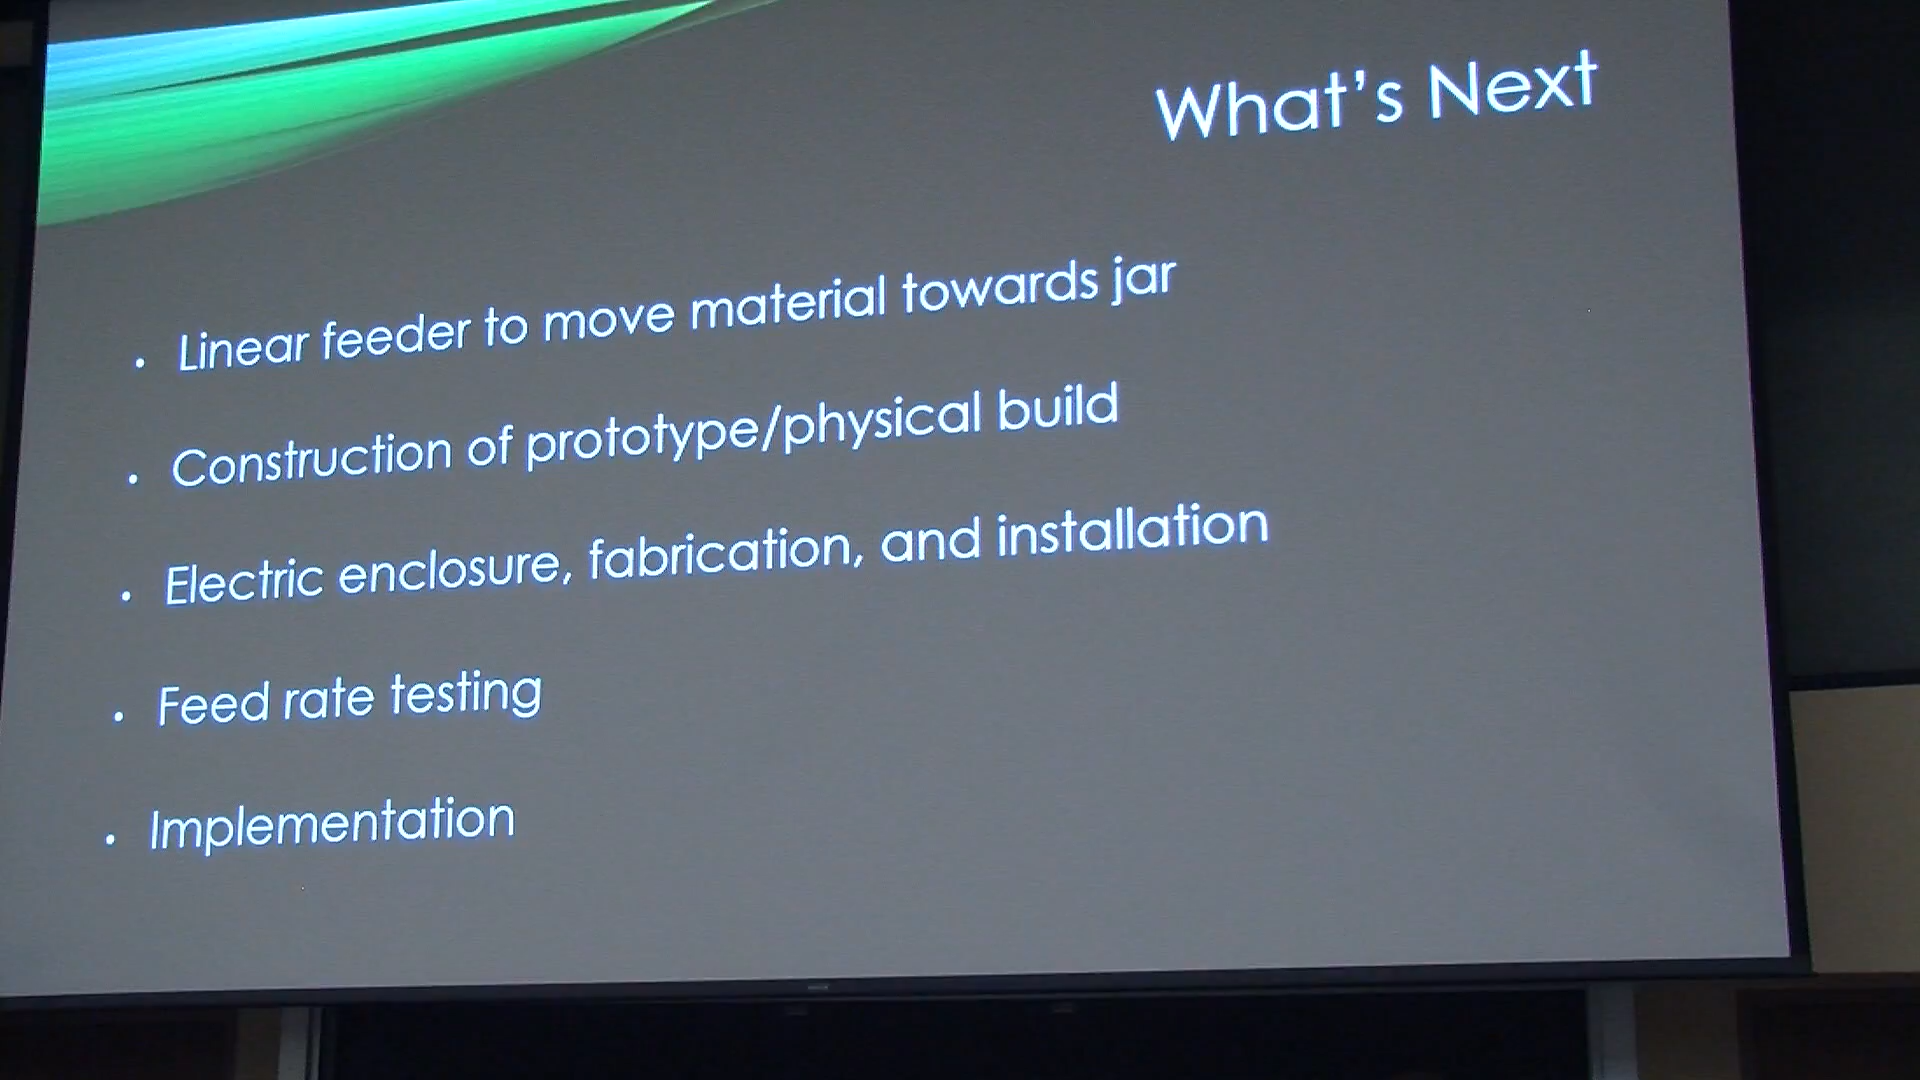 What's Next
• Linear feeder to move material towards jar
• Construction of prototype/physical build
• Electric enclosure, fabrication, and installation
• Feed rate testing
• Implementation